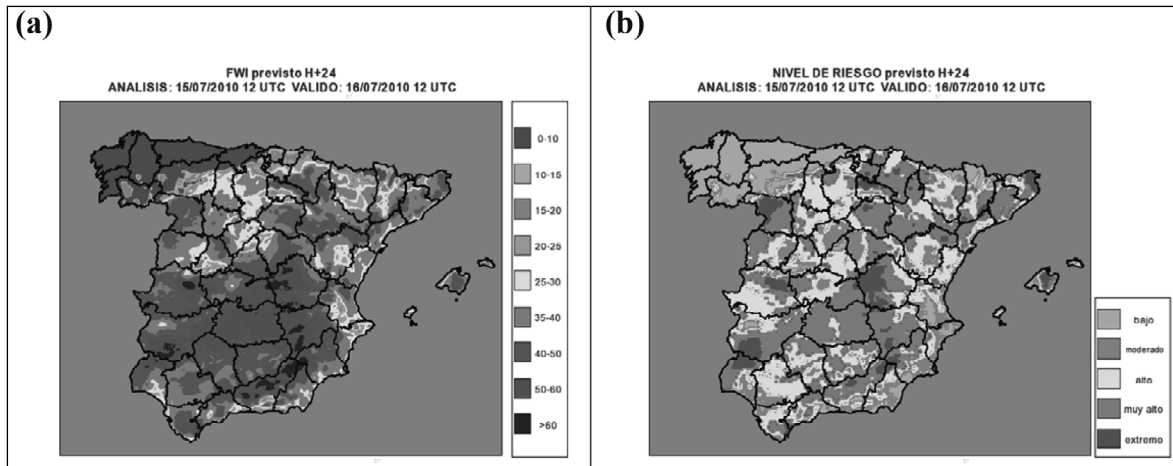 (a)
FWI previsto H+24
ANALISIS: 15/07/2010 12 UTC VALIDO: 16/07/2010 12 UTC
0-10
10-15
15-20
20-25
25-30
35-40
40-50
50-60
>60
(b)
NIVEL DE RIESGO previsto H+24
ANALISIS: 15/07/2010 12 UTC VALIDO: 16/07/2010 12 UTC
bajo
moderado
alto
muy alto
extremo